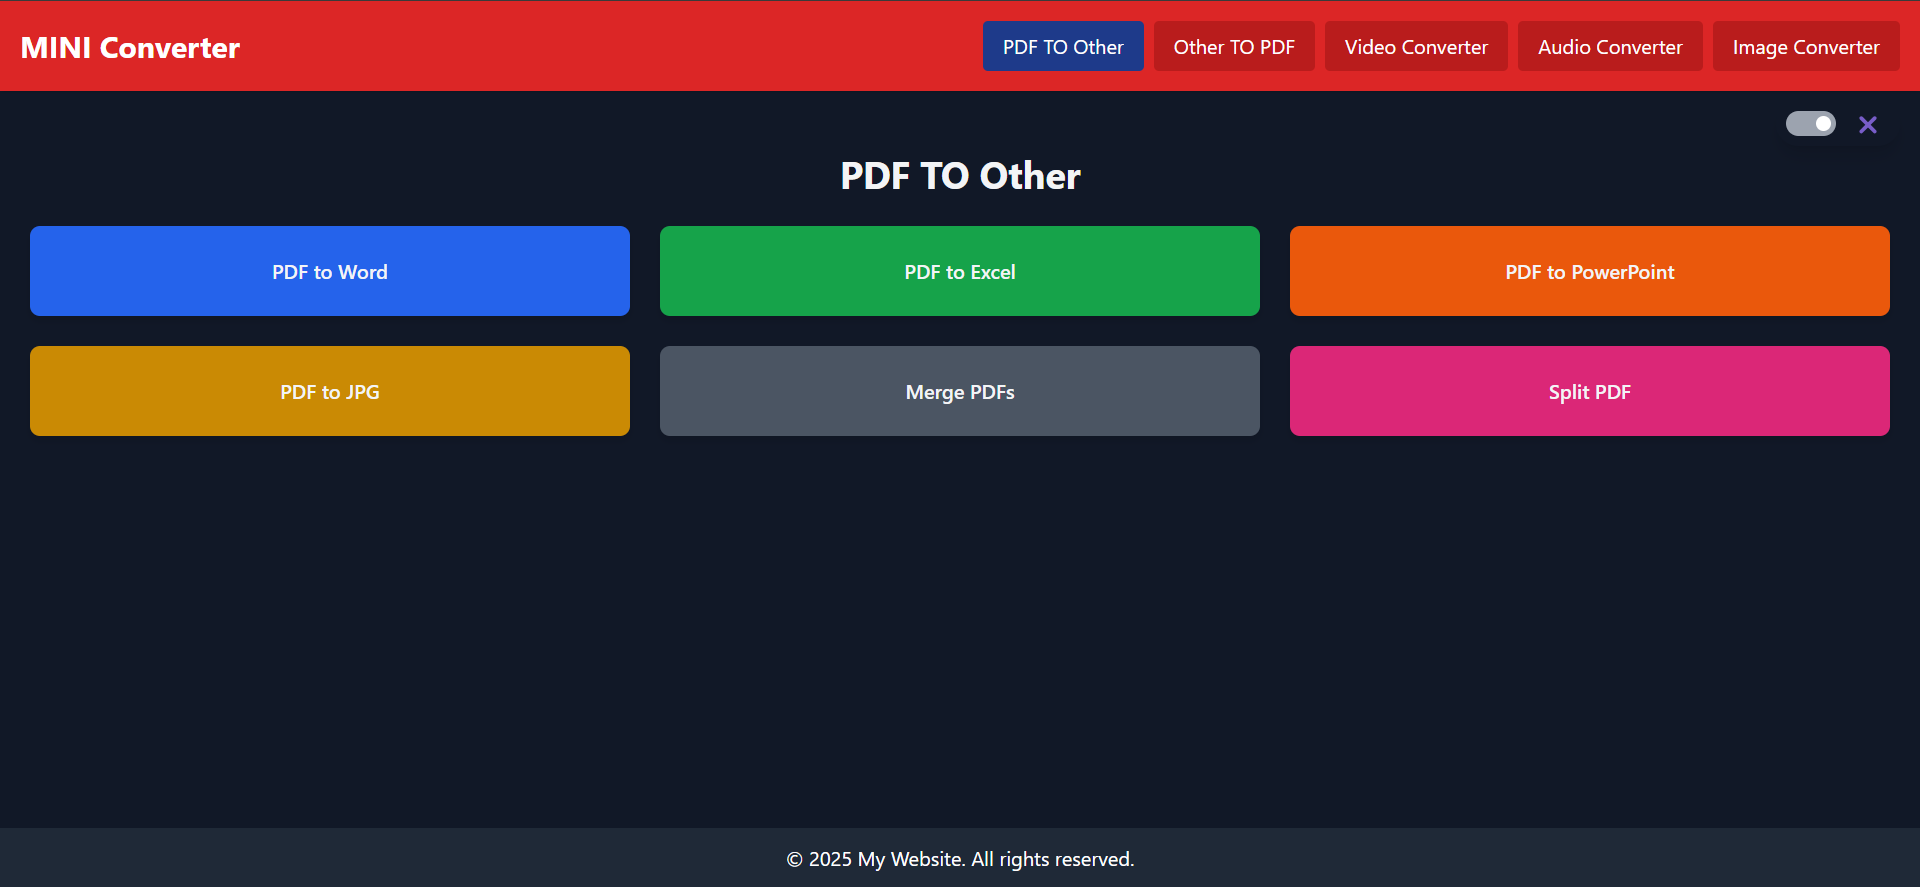 MINI Converter
PDF TO Other
Other TO PDF
Video Converter
Audio Converter
Image Converter
PDF TO Other
PDF to Word
PDF to Excel
PDF to PowerPoint
PDF to JPG
Merge PDFs
Split PDF
© 2025 My Website. All rights reserved.